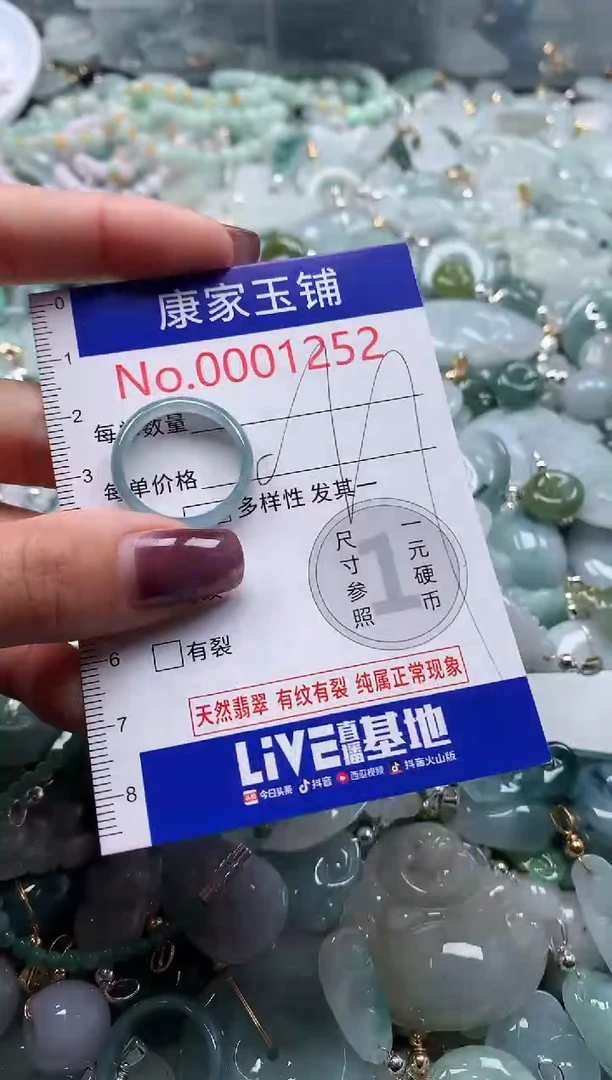 康家玉铺
No.0001252
每单数量
每单价格
多样性 发其一
尺寸参照
一元硬币
1
有裂
天然翡翠 有纹有裂 纯属正常现象
LiVE直播基地
今日头条 抖音 西瓜视频 抖音火山版
0
1
2
3
6
7
8